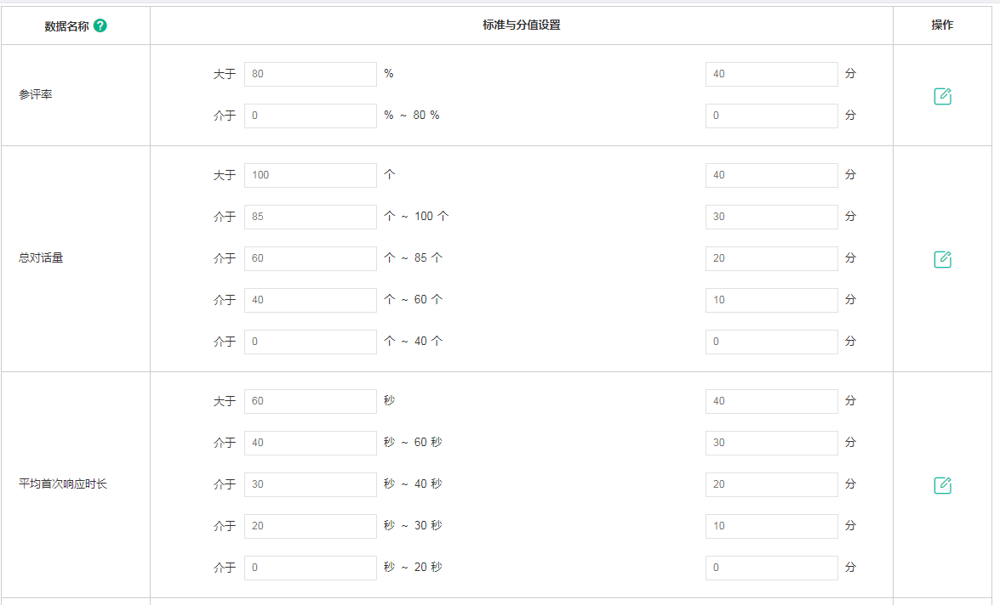 数据名称 ? 标准与分值设置 操作
参评率
大于 80 % 40 分
介于 0 % ~ 80 % 0 分
总对话量
大于 100 个 40 分
介于 85 个 ~ 100 个 30 分
介于 60 个 ~ 85 个 20 分
介于 40 个 ~ 60 个 10 分
介于 0 个 ~ 40 个 0 分
平均首次响应时长
大于 60 秒 40 分
介于 40 秒 ~ 60 秒 30 分
介于 30 秒 ~ 40 秒 20 分
介于 20 秒 ~ 30 秒 10 分
介于 0 秒 ~ 20 秒 0 分